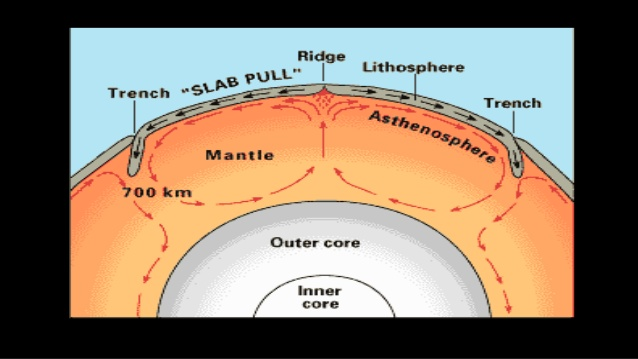 Ridge
Lithosphere
Trench "SLAB PULL"
Trench
Asthenosphere
Mantle
700 km
Outer core
Inner
core